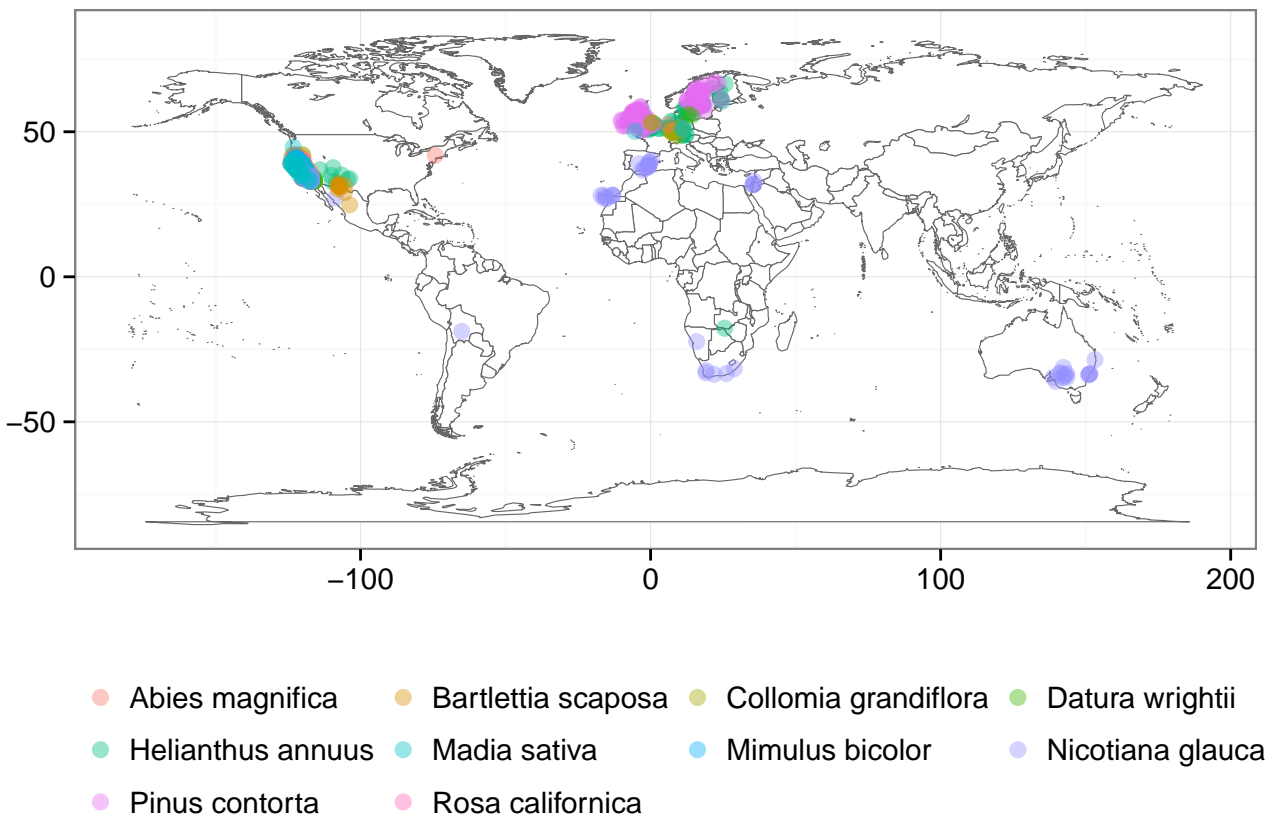 50
0
−50
−100 0 100 200
Abies magnifica Bartlettia scaposa Collomia grandiflora Datura wrightii
Helianthus annuus Madia sativa Mimulus bicolor Nicotiana glauca
Pinus contorta Rosa californica